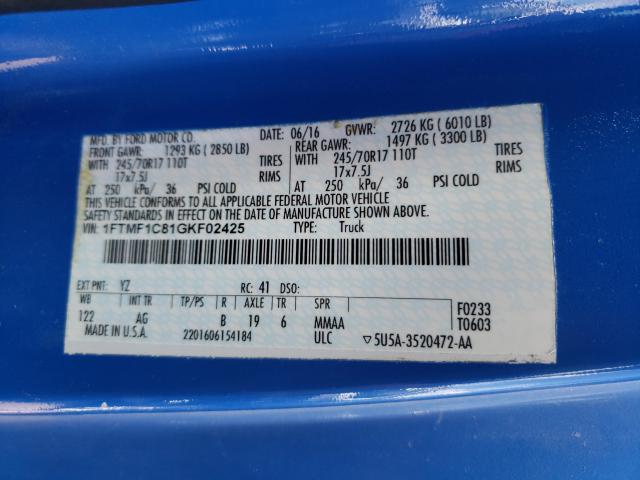 MFD. BY FORD MOTOR CO. DATE: 06/16 GVWR: 2726 KG ( 6010 LB)
FRONT GAWR: 1293 KG ( 2850 LB) REAR GAWR: 1497 KG ( 3300 LB)
WITH 245/70R17 110T TIRES WITH 245/70R17 110T TIRES
17x7.5J RIMS 17x7.5J RIMS
AT 250 kPa/ 36 PSI COLD AT 250 kPa/ 36 PSI COLD
THIS VEHICLE CONFORMS TO ALL APPLICABLE FEDERAL MOTOR VEHICLE
SAFETY STANDARDS IN EFFECT ON THE DATE OF MANUFACTURE SHOWN ABOVE.
VIN: 1FTMF1C81GKF02425 TYPE: Truck
EXT PNT: YZ RC: 41 DSO:
WB INT TR TP/PS R AXLE TR SPR F0233
122 AG B 19 6 MMAA T0603
MADE IN U.S.A. 2201606154184 ULC ▽5U5A-3520472-AA